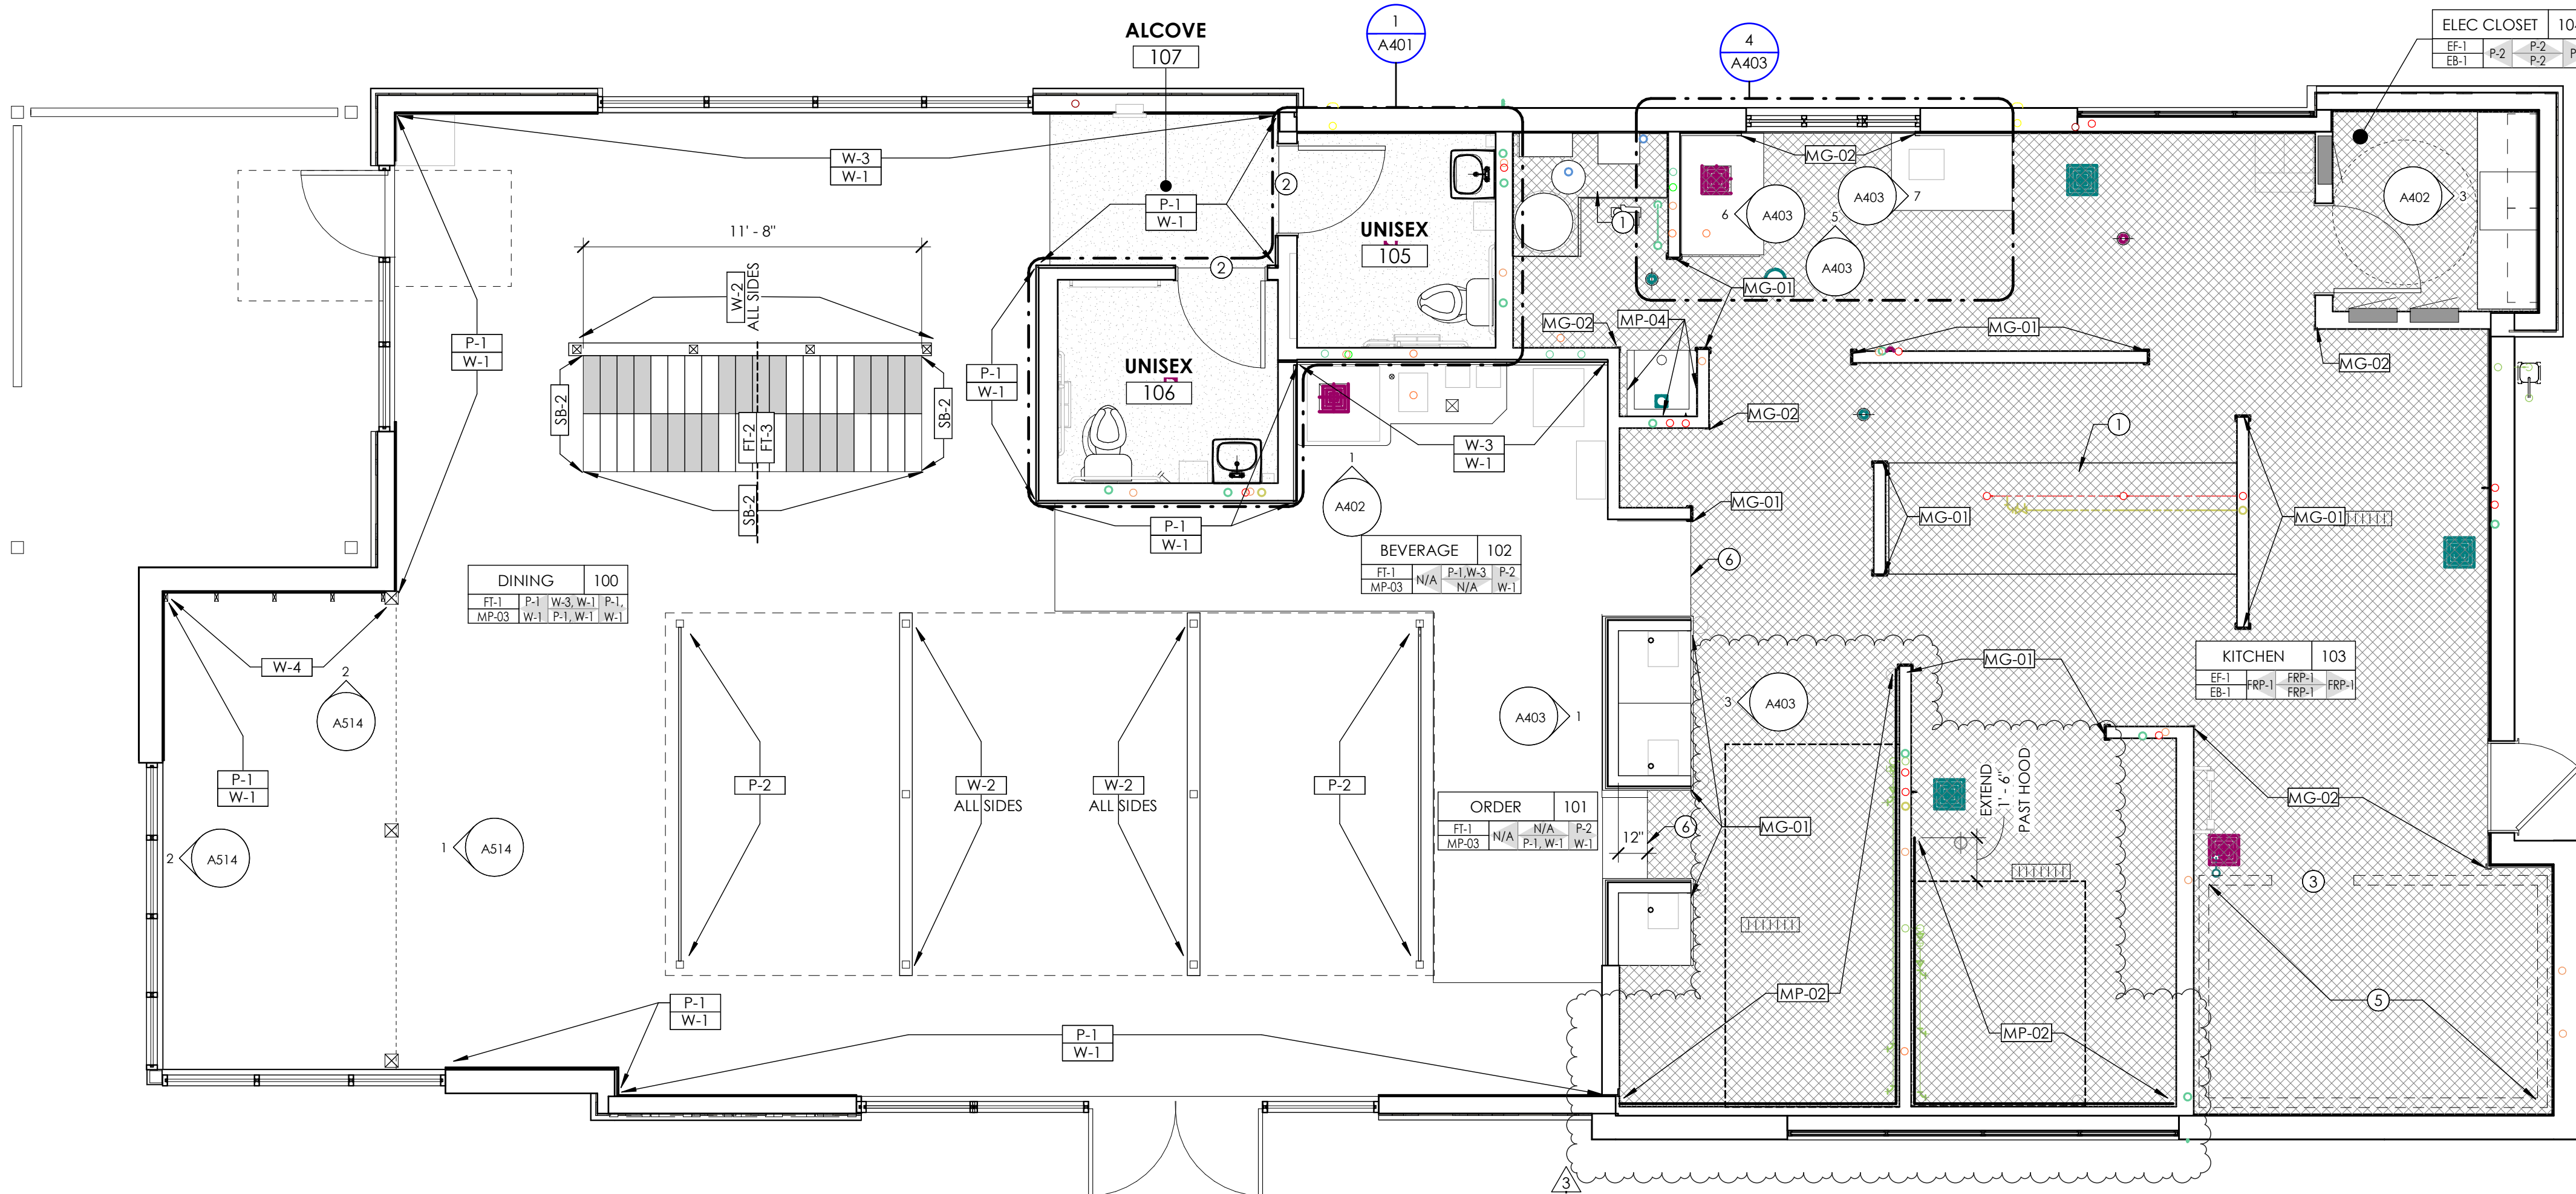 1
A401
4
A403
ALCOVE
107
ELEC CLOSET
EF-1
EB-1
P-2
P-2
P-2
W-3
W-1
P-1
W-1
2
2
UNISEX
105
UNISEX
106
11' - 8"
W-2
ALL SIDES
SB-2
SB-2
SB-2
FT-2
FT-3
P-1
W-1
P-1
W-1
MG-02
6
A403
A403
7
5
A403
1
A402
3
MG-01
MG-02
MP-04
MG-01
MG-02
MG-02
W-3
W-1
1
A402
1
MG-01
MG-01
MG-01
P-1
W-1
6
BEVERAGE
102
FT-1
MP-03
N/A
P-1,W-3
N/A
P-2
W-1
DINING
100
FT-1
MP-03
P-1
W-1
W-3, W-1
P-1, W-1
P-1,
W-1
W-4
2
A514
P-1
W-1
2
A514
1
A514
P-2
W-2
ALL SIDES
W-2
ALL SIDES
P-2
A403
1
3
A403
MG-01
KITCHEN
103
EF-1
EB-1
FRP-1
FRP-1
FRP-1
FRP-1
ORDER
101
FT-1
MP-03
N/A
N/A
P-1, W-1
P-2
W-1
12"
6
MG-01
EXTEND
1' - 6"
PAST HOOD
MG-02
3
5
MP-02
MP-02
P-1
W-1
P-1
W-1
3